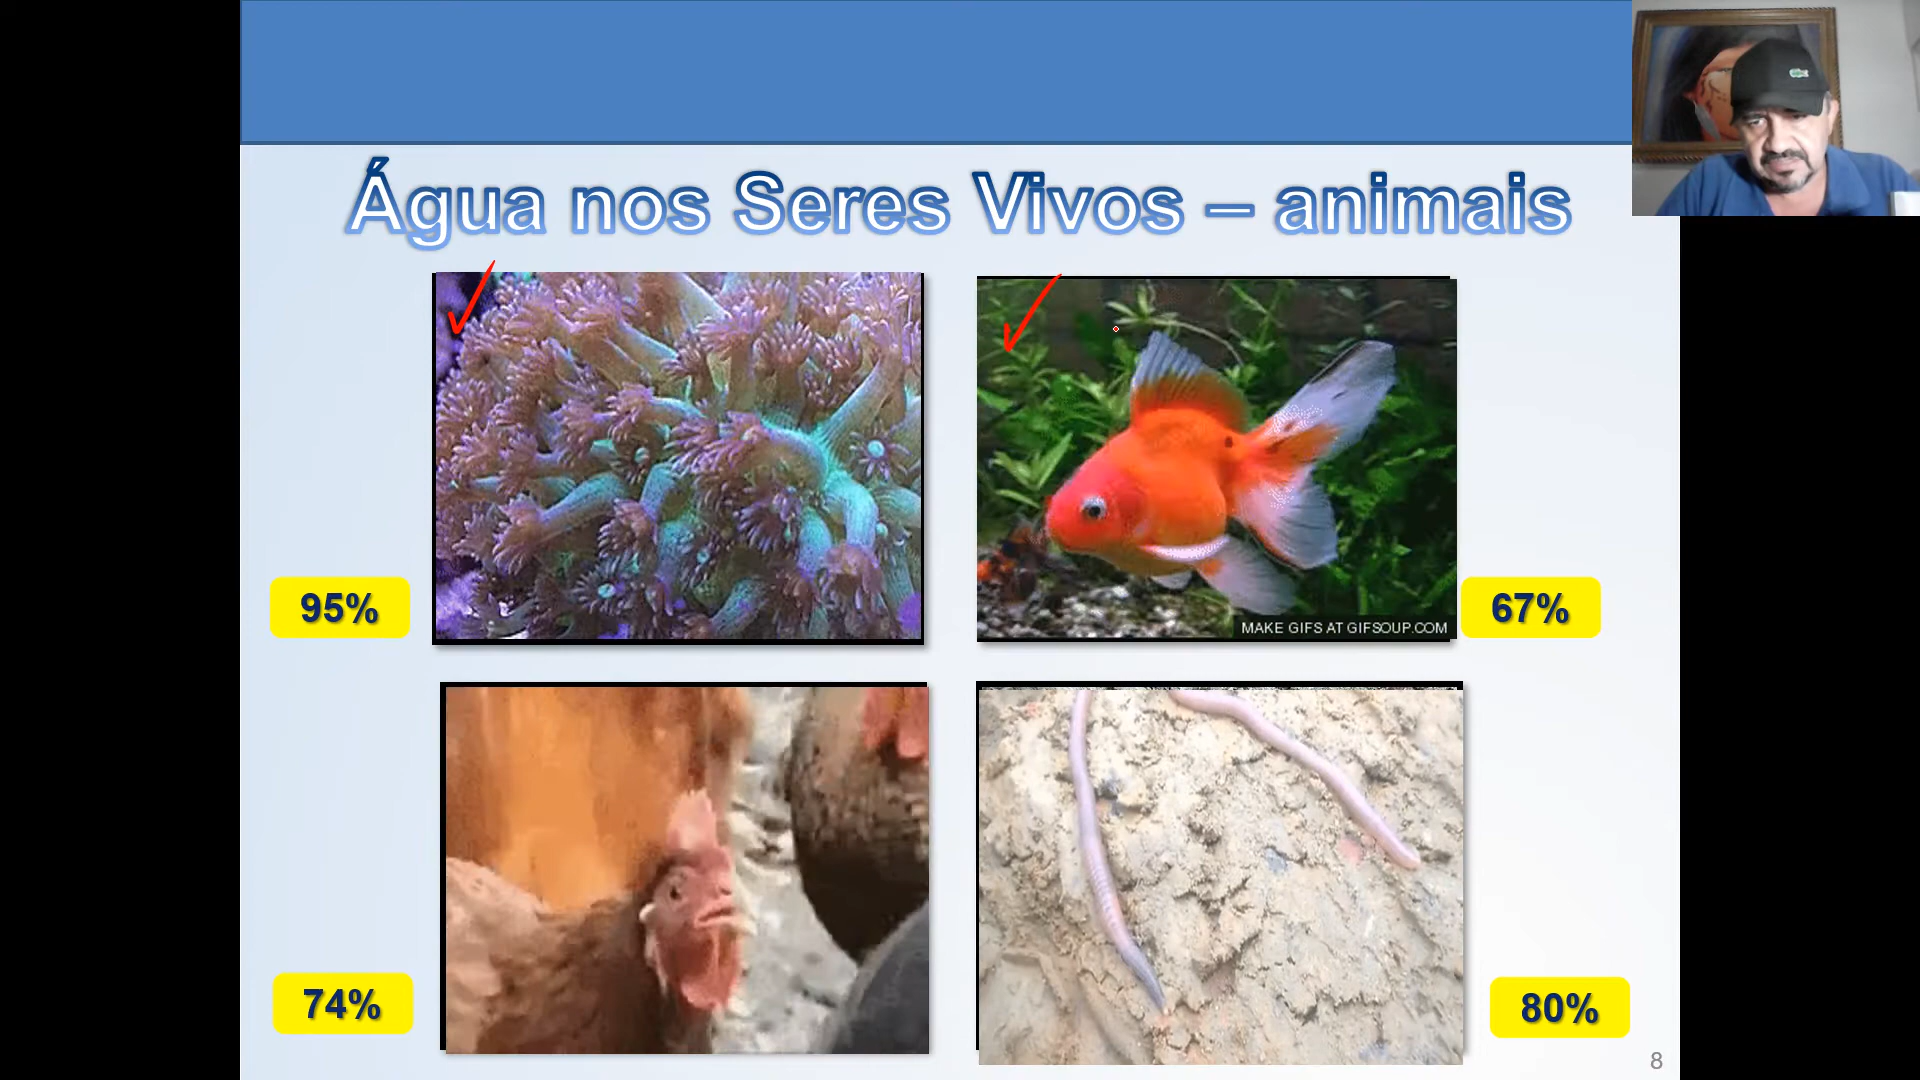 Água nos Seres Vivos – animais
95%
MAKE GIFS AT GIFSOUP.COM
67%
74%
80%
8